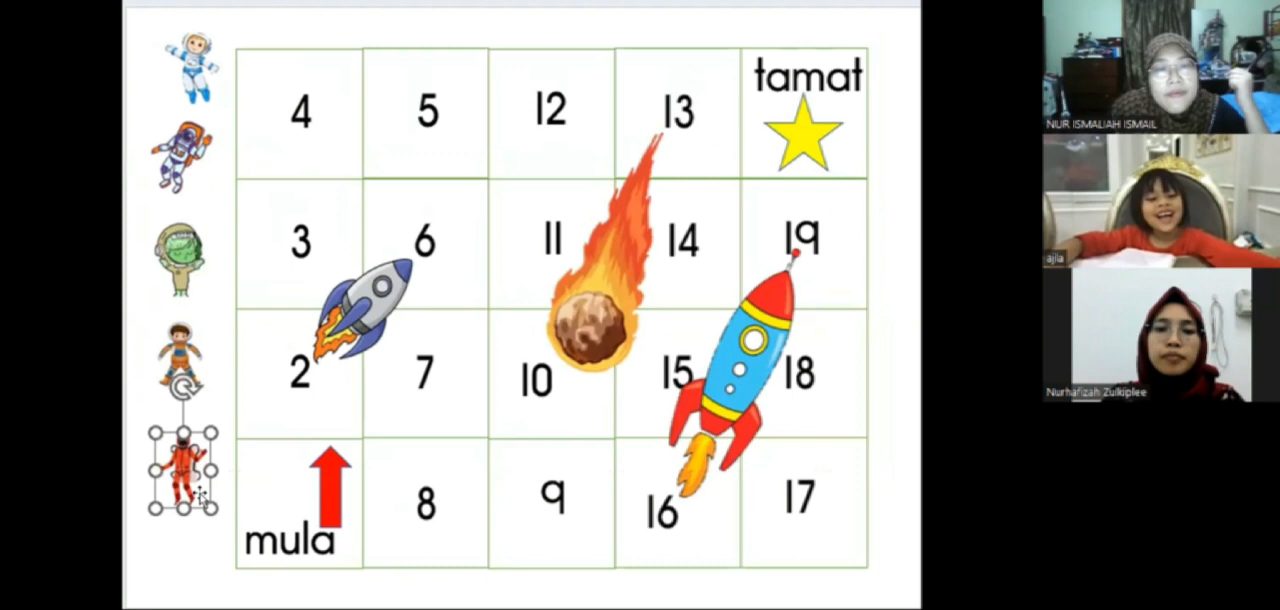 4 5 12 13 tamat
3 6 11 14 19
2 7 10 15 18
mula 8 9 16 17
NUR ISMALIAH ISMAIL
ajla
Nurhafizah Zulkiplee